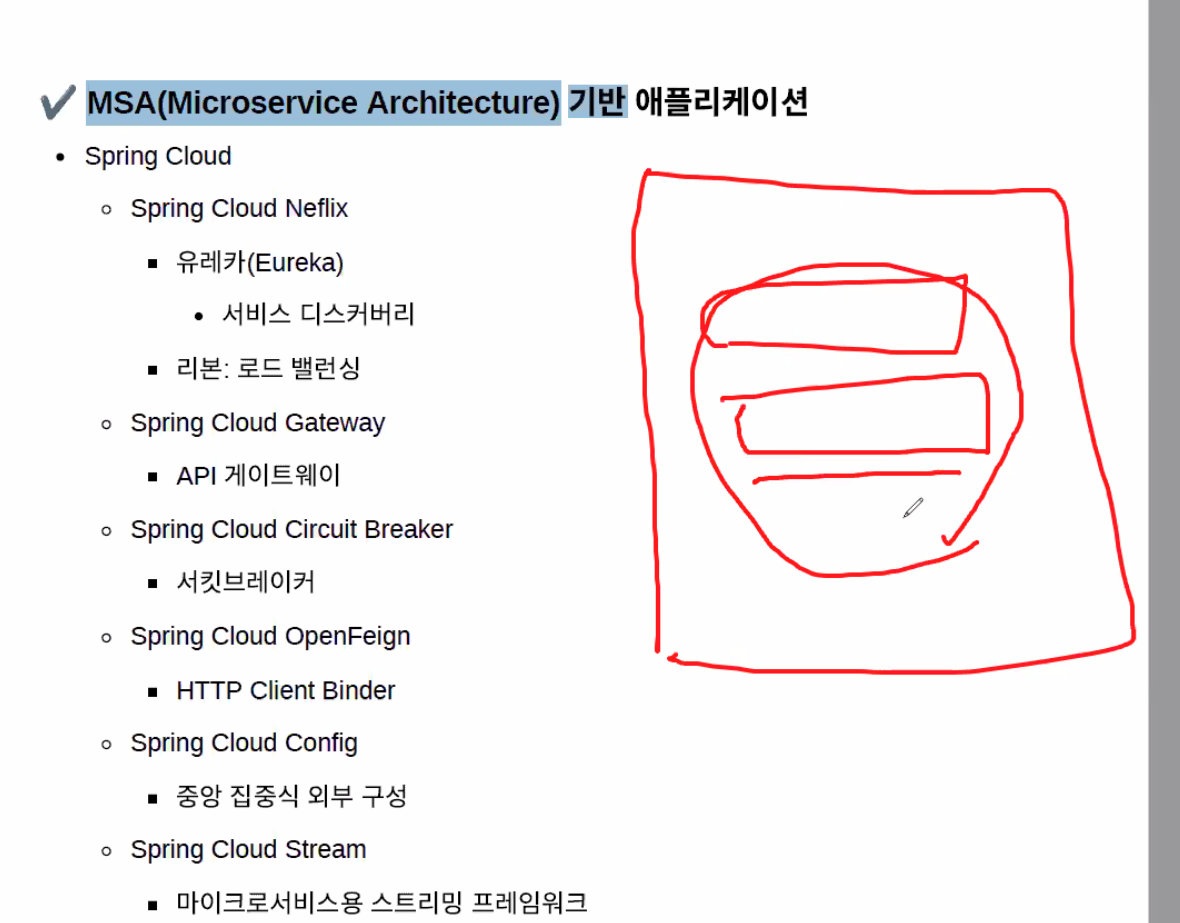 MSA(Microservice Architecture) 기반 애플리케이션
Spring Cloud
Spring Cloud Neflix
유레카(Eureka)
서비스 디스커버리
리본: 로드 밸런싱
Spring Cloud Gateway
API 게이트웨이
Spring Cloud Circuit Breaker
서킷브레이커
Spring Cloud OpenFeign
HTTP Client Binder
Spring Cloud Config
중앙 집중식 외부 구성
Spring Cloud Stream
마이크로서비스용 스트리밍 프레임워크